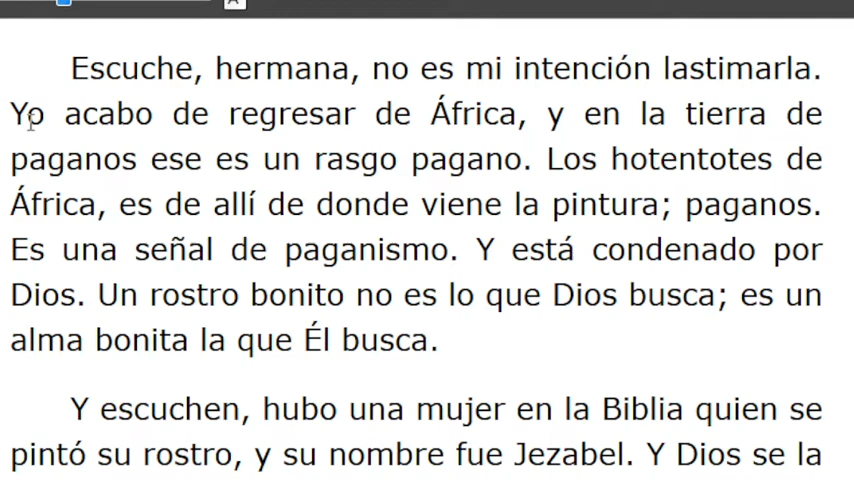 Escuche, hermana, no es mi intención lastimarla.
Yo acabo de regresar de África, y en la tierra de
paganos ese es un rasgo pagano. Los hotentotes de
África, es de allí de donde viene la pintura; paganos.
Es una señal de paganismo. Y está condenado por
Dios. Un rostro bonito no es lo que Dios busca; es un
alma bonita la que Él busca.
Y escuchen, hubo una mujer en la Biblia quien se
pintó su rostro, y su nombre fue Jezabel. Y Dios se la